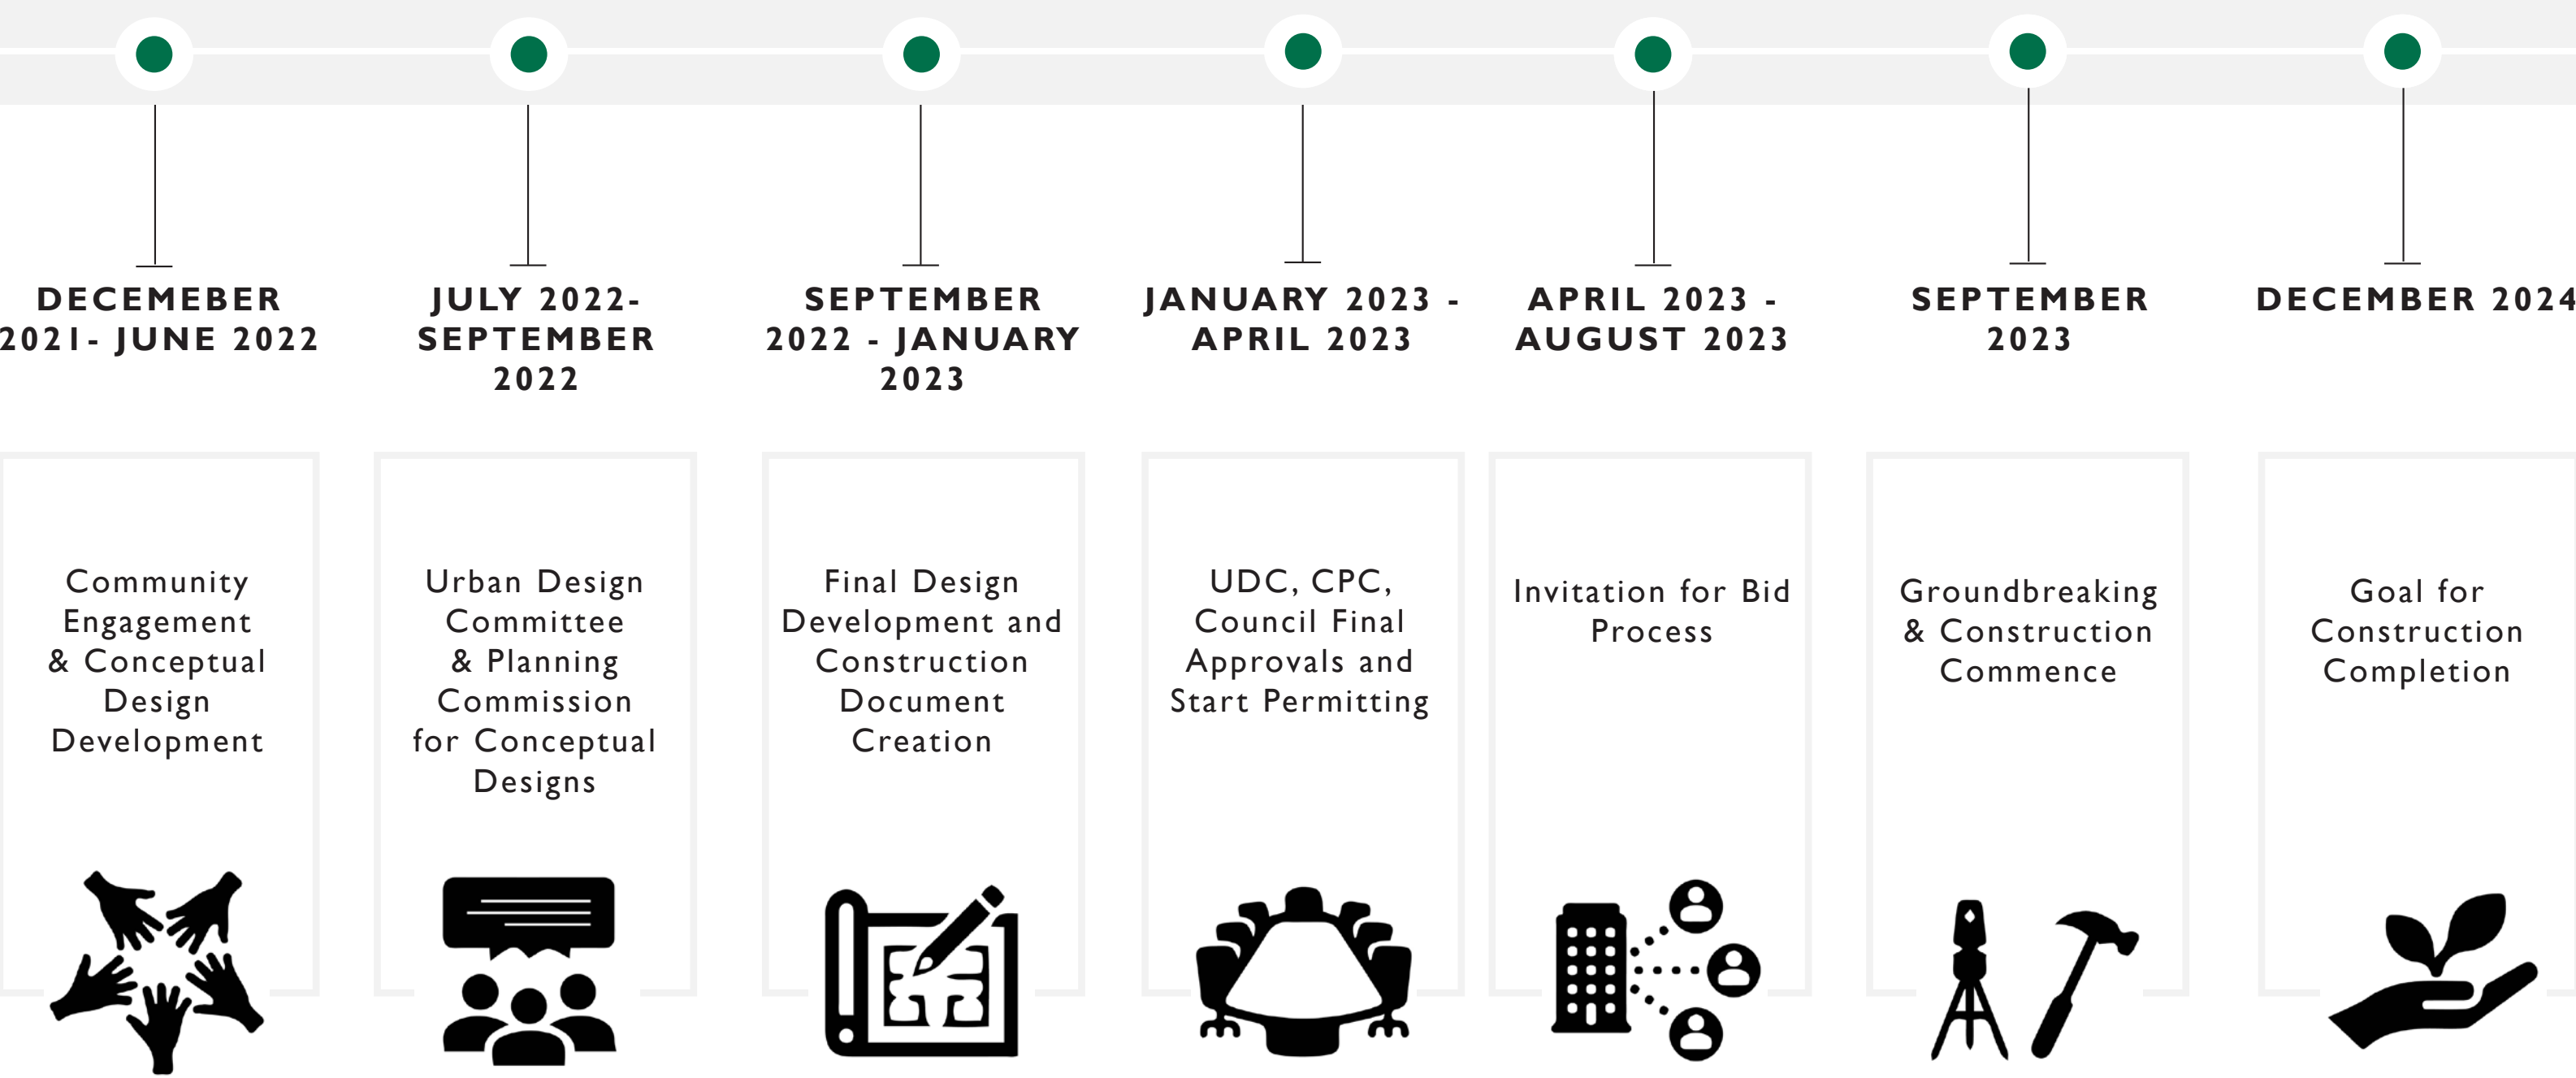 DECEMEBER
2021- JUNE 2022
JULY 2022-
SEPTEMBER
2022
SEPTEMBER
2022 - JANUARY
2023
JANUARY 2023 -
APRIL 2023
APRIL 2023 -
AUGUST 2023
SEPTEMBER
2023
DECEMBER 2024
Community
Engagement
& Conceptual
Design
Development
Urban Design
Committee
& Planning
Commission
for Conceptual
Designs
Final Design
Development and
Construction
Document
Creation
UDC, CPC,
Council Final
Approvals and
Start Permitting
Invitation for Bid
Process
Groundbreaking
& Construction
Commence
Goal for
Construction
Completion